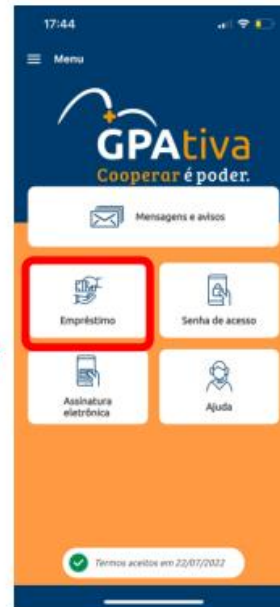 17:44
Menu
GPAtiva
Cooperar é poder.
Mensagens e avisos
Empréstimo
Senha de acesso
Assinatura
eletrônica
Ajuda
Termos aceitos em 22/07/2022